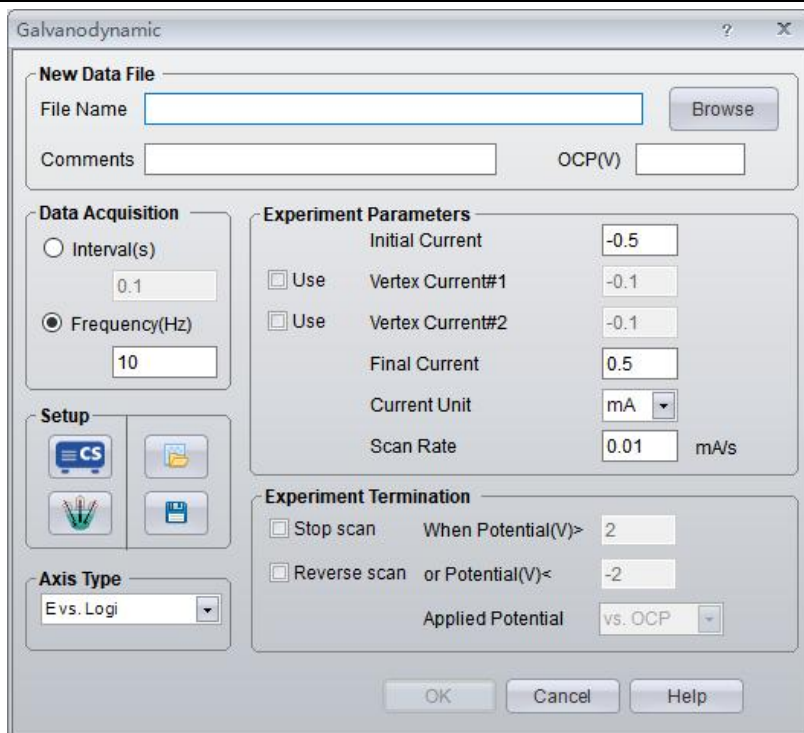 Galvanodynamic
? X
New Data File
File Name Browse
Comments OCP(V)
Data Acquisition
Interval(s)
0.1
Frequency(Hz)
10
Experiment Parameters
Initial Current -0.5
Use Vertex Current#1 -0.1
Use Vertex Current#2 -0.1
Final Current 0.5
Current Unit mA
Scan Rate 0.01 mA/s
Setup
CS
Experiment Termination
Stop scan When Potential(V)> 2
Reverse scan or Potential(V)< -2
Applied Potential vs. OCP
Axis Type
E vs. Logi
OK Cancel Help